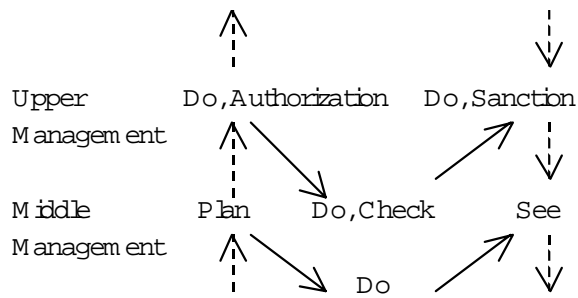 Upper Do,Authorization Do,Sanction
Management
Middle Plan Do,Check See
Management
Do